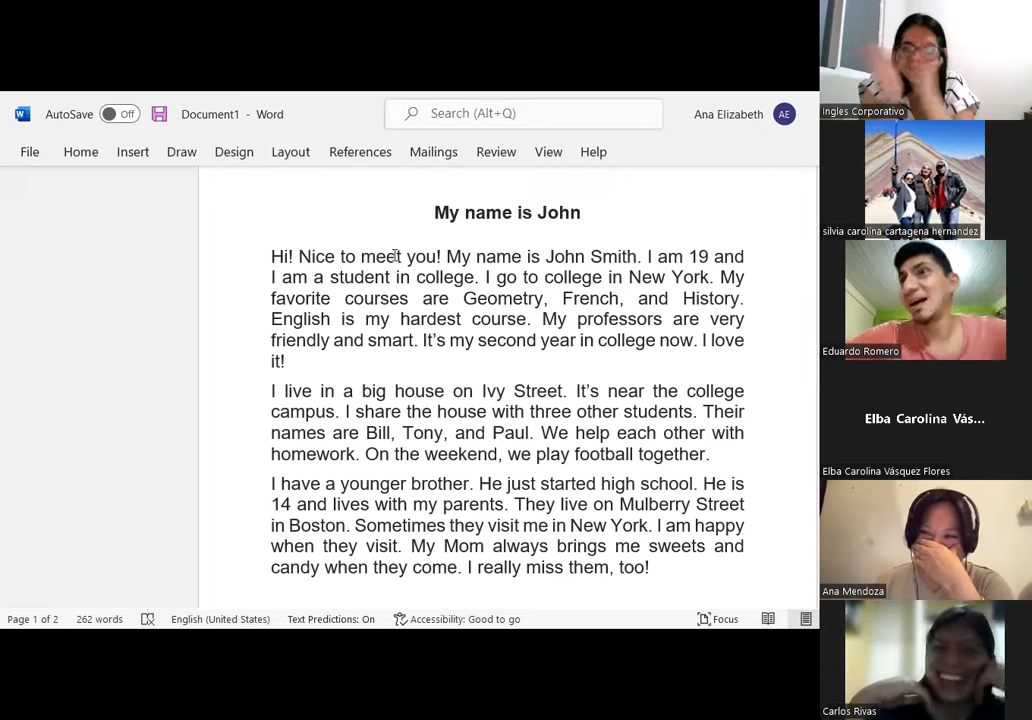 AutoSave Off Document1 - Word Search (Alt+Q) Ana Elizabeth AE
File Home Insert Draw Design Layout References Mailings Review View Help
My name is John
Hi! Nice to meet you! My name is John Smith. I am 19 and
I am a student in college. I go to college in New York. My
favorite courses are Geometry, French, and History.
English is my hardest course. My professors are very
friendly and smart. It’s my second year in college now. I love
it!
I live in a big house on Ivy Street. It’s near the college
campus. I share the house with three other students. Their
names are Bill, Tony, and Paul. We help each other with
homework. On the weekend, we play football together.
I have a younger brother. He just started high school. He is
14 and lives with my parents. They live on Mulberry Street
in Boston. Sometimes they visit me in New York. I am happy
when they visit. My Mom always brings me sweets and
candy when they come. I really miss them, too!
Page 1 of 2 262 words English (United States) Text Predictions: On Accessibility: Good to go Focus
Ingles Corporativo
silvia carolina cartagena hernandez
Eduardo Romero
Elba Carolina Vás...
Elba Carolina Vásquez Flores
Ana Mendoza
Carlos Rivas